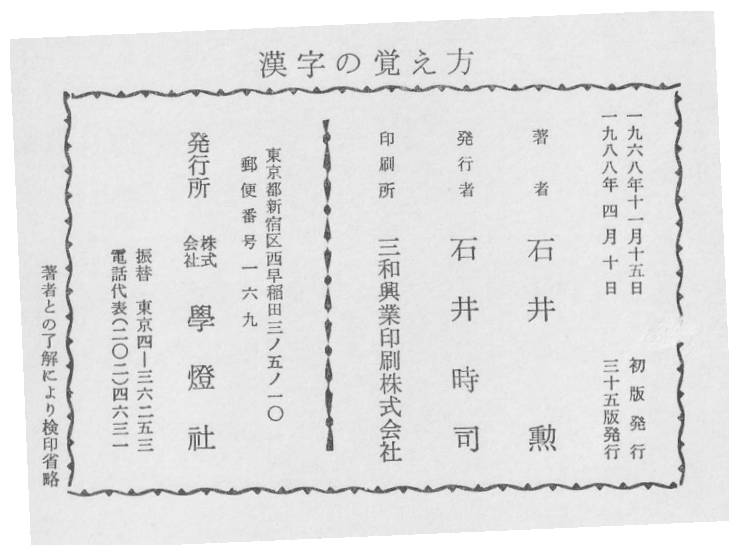 漢字の覚え方
一九六八年十一月十五日 初版発行
一九八八年四月十日 三十五版発行
著者 石井勲
発行者 石井時司
印刷所 三和興業印刷株式会社
東京都新宿区西早稲田三ノ五ノ一〇
郵便番号一六九
発行所 株式会社 學燈社
振替 東京四―三六二五三
電話代表(二〇二)四六三一
著者との了解により検印省略